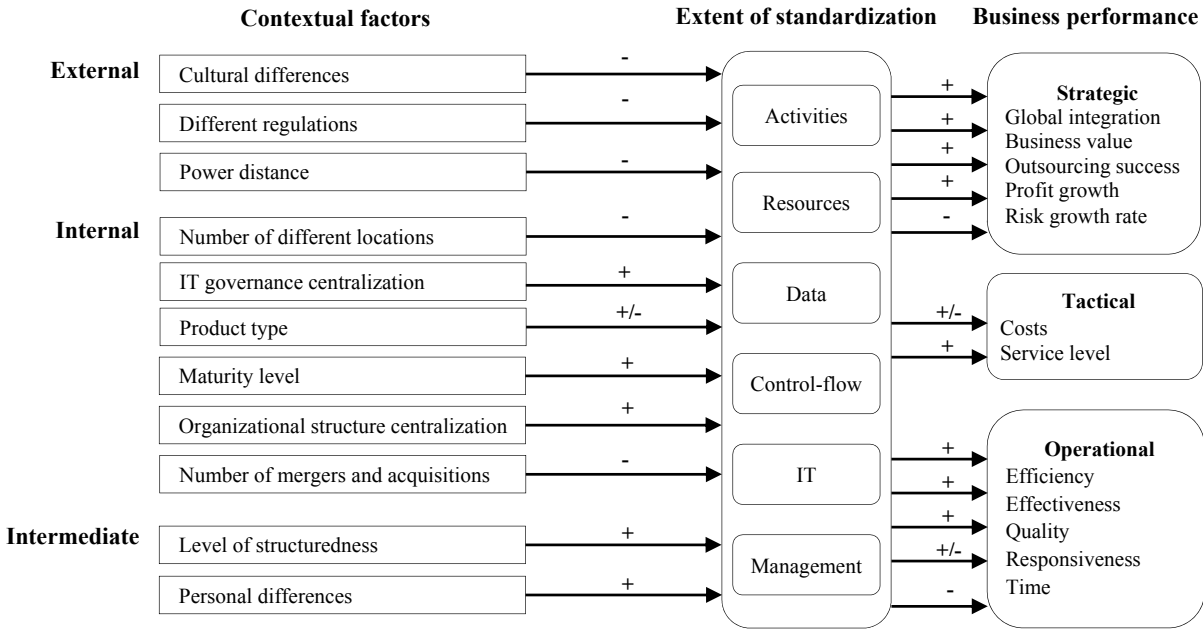 Contextual factors
Extent of standardization
Business performance
External
Cultural differences
-
Different regulations
-
Power distance
-
Internal
Number of different locations
-
IT governance centralization
+
Product type
+/-
Maturity level
+
Organizational structure centralization
+
Number of mergers and acquisitions
-
Intermediate
Level of structuredness
+
Personal differences
+
Activities
Resources
Data
Control-flow
IT
Management
+
+
+
+
-
Strategic
Global integration
Business value
Outsourcing success
Profit growth
Risk growth rate
+/-
+
Tactical
Costs
Service level
+
+
+
+/-
-
Operational
Efficiency
Effectiveness
Quality
Responsiveness
Time